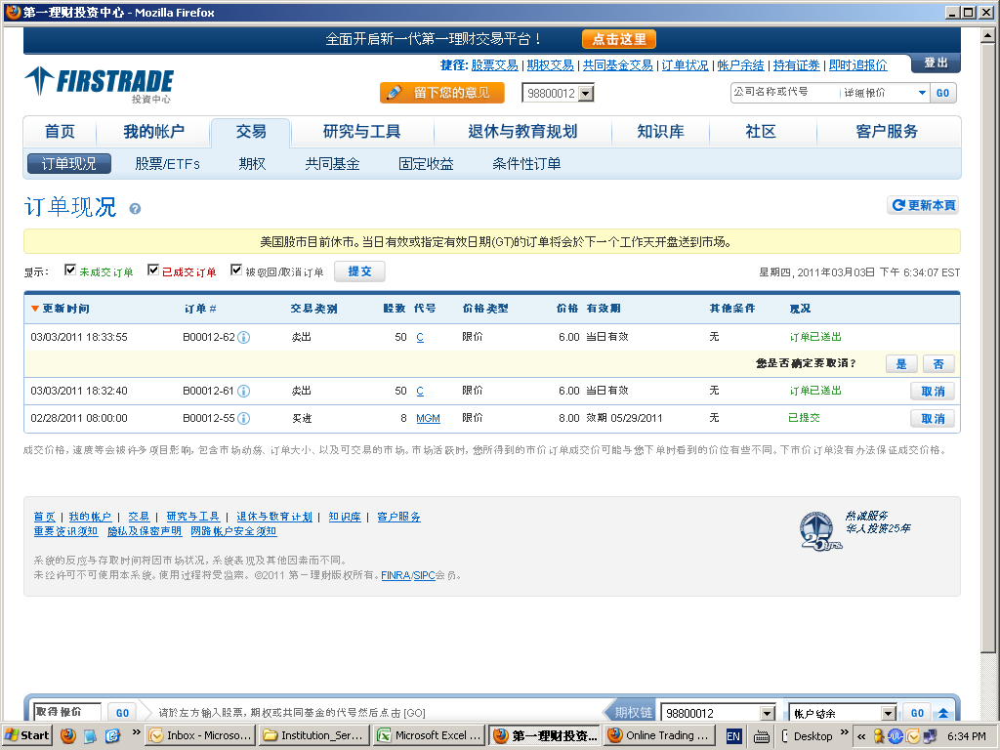 第一理财投资中心 - Mozilla Firefox
全面开启新一代第一理财交易平台！ 点击这里
捷径: 股票交易 | 期权交易 | 共同基金交易 | 订单状况 | 帐户余结 | 持有证券 | 即时追报价 登出
FIRSTRADE
投资中心
留下您的意见 98800012 公司名称或代号 详细报价 GO
首页 我的帐户 交易 研究与工具 退休与教育规划 知识库 社区 客户服务
订单现况 股票/ETFs 期权 共同基金 固定收益 条件性订单
订单现况 ? 更新本頁
美国股市目前休市。当日有效或指定有效日期(GT)的订单将会於下一个工作天开盘送到市场。
显示: 未成交订单 已成交订单 被驳回/取消订单 提交 星期四, 2011年03月03日 下午 6:34:07 EST
更新时间 订单 # 交易类别 股数 代号 价格类型 价格 有效期 其他条件 现况
03/03/2011 18:33:55 B00012-62 卖出 50 C 限价 6.00 当日有效 无 订单已送出
您是否确定要取消? 是 否
03/03/2011 18:32:40 B00012-61 卖出 50 C 限价 6.00 当日有效 无 订单已送出 取消
02/28/2011 08:00:00 B00012-55 买进 8 MGM 限价 8.00 效期 05/29/2011 无 已提交 取消
成交价格，速度等会被许多项目影响，包含市场动荡、订单大小、以及可交易的市场。市场活跃时，您所得到的市价订单成交价可能与您下单时看到的价位有些不同。下市价订单没有办法保证成交价格。
首页 | 我的帐户 | 交易 | 研究与工具 | 退休与教育计划 | 知识库 | 客户服务
重要资讯须知 隐私及保密声明 网路帐户安全须知
热诚服务
华人投资25年
25yrs.
系统的反应与存取时间将因市场状况，系统表现及其他因素而不同。
未经许可不可使用本系统。使用过程将受监察。©2011 第一理财版权所有。FINRA/SIPC会员。
取得报价 GO 请於左方输入股票，期权或共同基金的代号然后点击 [GO] 期权链 98800012 帐户结余 GO
Start Inbox - Microso... Institution_Ser... Microsoft Excel ... 第一理财投资... Online Trading ... EN Desktop 6:34 PM